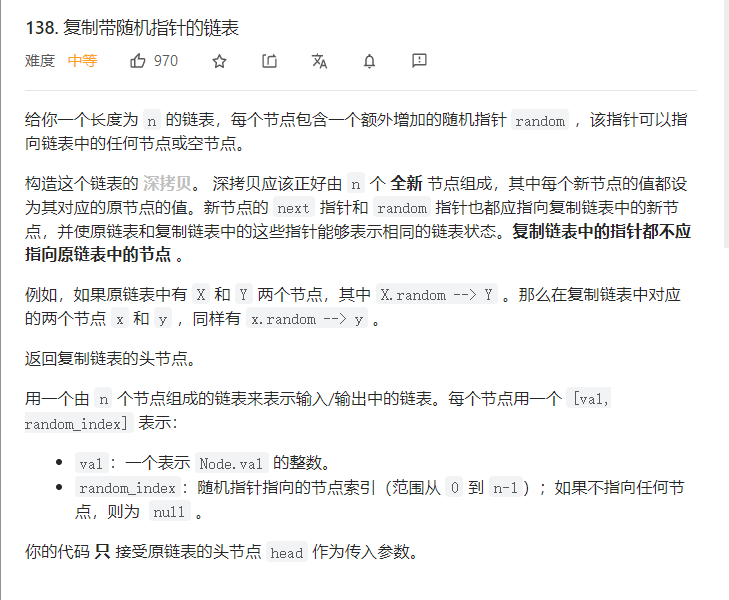 138. 复制带随机指针的链表
难度 中等 970
给你一个长度为 n 的链表，每个节点包含一个额外增加的随机指针 random ，该指针可以指
向链表中的任何节点或空节点。
构造这个链表的 深拷贝。 深拷贝应该正好由 n 个 全新 节点组成，其中每个新节点的值都设
为其对应的原节点的值。新节点的 next 指针和 random 指针也都应指向复制链表中的新节
点，并使原链表和复制链表中的这些指针能够表示相同的链表状态。复制链表中的指针都不应
指向原链表中的节点 。
例如，如果原链表中有 X 和 Y 两个节点，其中 X.random --> Y 。那么在复制链表中对应
的两个节点 x 和 y ，同样有 x.random --> y 。
返回复制链表的头节点。
用一个由 n 个节点组成的链表来表示输入/输出中的链表。每个节点用一个 [val,
random_index] 表示：
• val：一个表示 Node.val 的整数。
• random_index：随机指针指向的节点索引（范围从 0 到 n-1）；如果不指向任何节
点，则为 null 。
你的代码 只 接受原链表的头节点 head 作为传入参数。